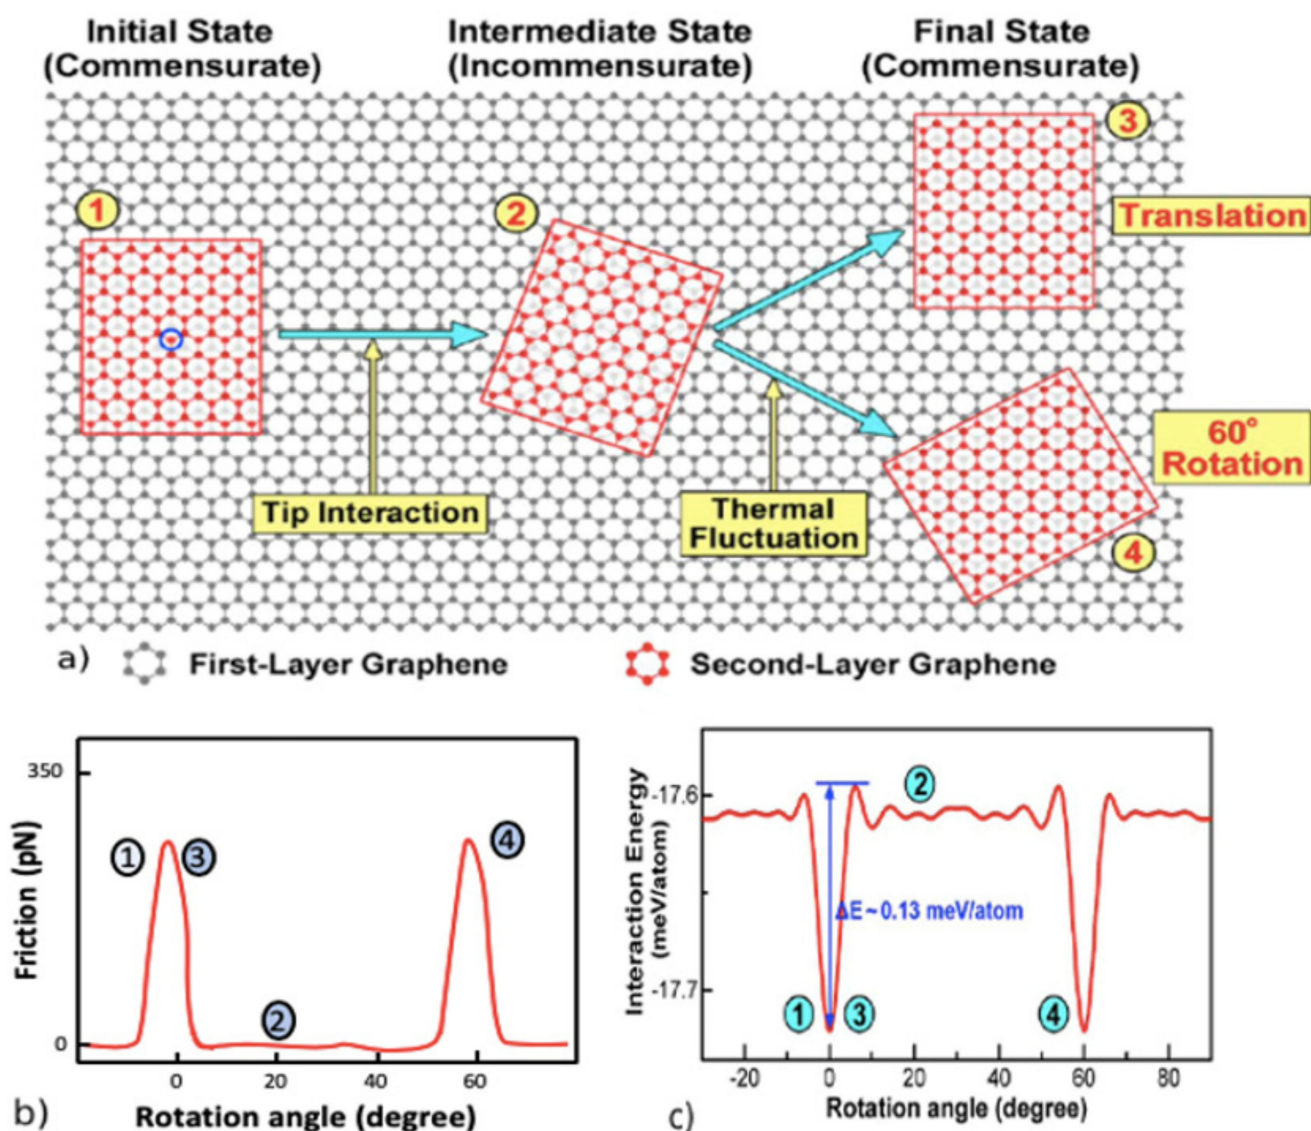 Initial State
(Commensurate)
Intermediate State
(Incommensurate)
Final State
(Commensurate)
1
2
3
Translation
Tip Interaction
Thermal
Fluctuation
60°
Rotation
4
a)
First-Layer Graphene
Second-Layer Graphene
Friction (pN)
350
0
1
3
2
4
0
20
40
60
b)
Rotation angle (degree)
Interaction Energy
(meV/atom)
-17.6
-17.7
2
ΔE~0.13 meV/atom
1
3
4
-20
0
20
40
60
80
Rotation angle (degree)
c)